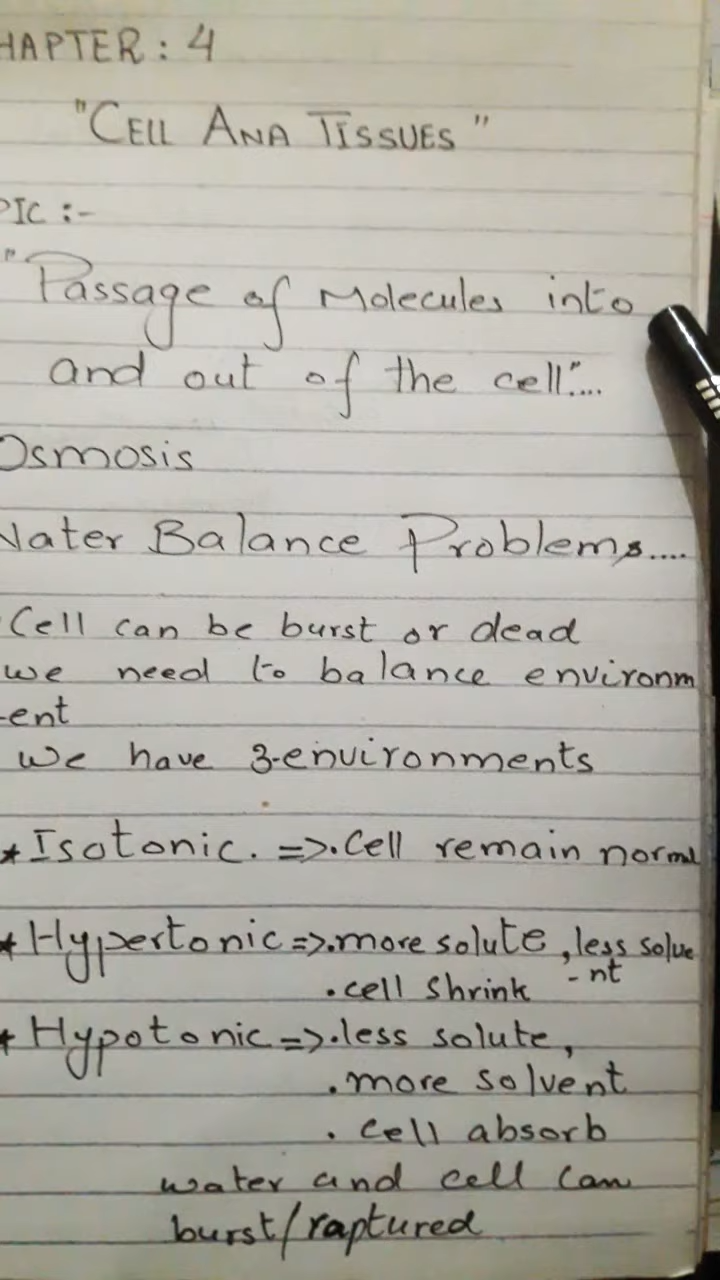 HAPTER : 4
"CELL ANA TISSUES"
PIC :-
"Passage of Molecules into
and out of the cell"....
Osmosis
Water Balance Problems....
Cell can be burst or dead
we need to balance environm
-ent
we have 3-environments
* Isotonic. => .Cell remain normal
* Hypertonic => .more solute, less solve
-nt
.cell shrink
* Hypotonic => .less solute,
.more solvent
. cell absorb
water and cell can
burst/raptured